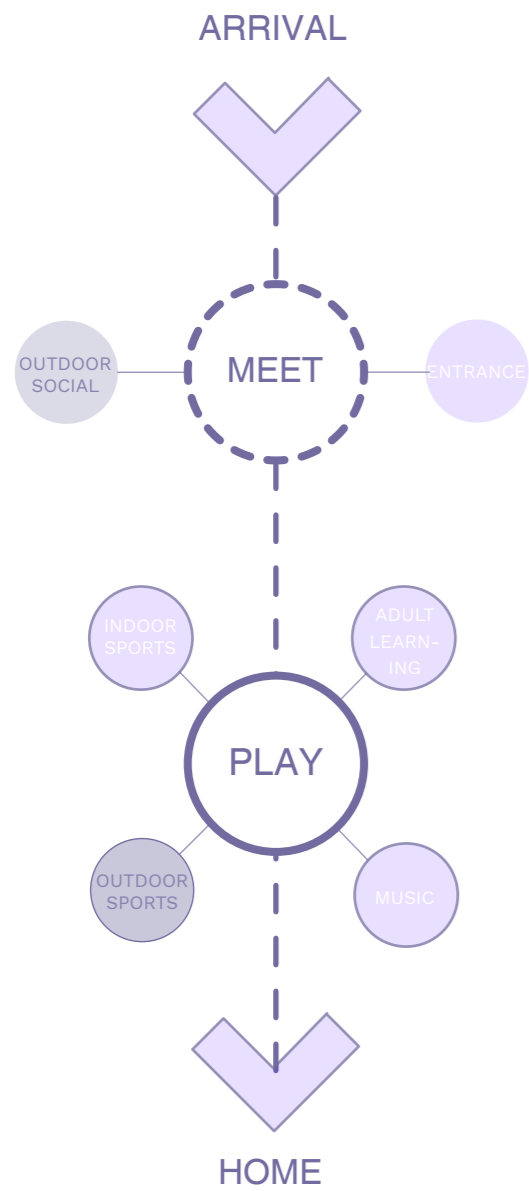 ARRIVAL
OUTDOOR
SOCIAL
MEET
ENTRANCE
INDOOR
SPORTS
ADULT
LEARN-
ING
PLAY
OUTDOOR
SPORTS
MUSIC
HOME